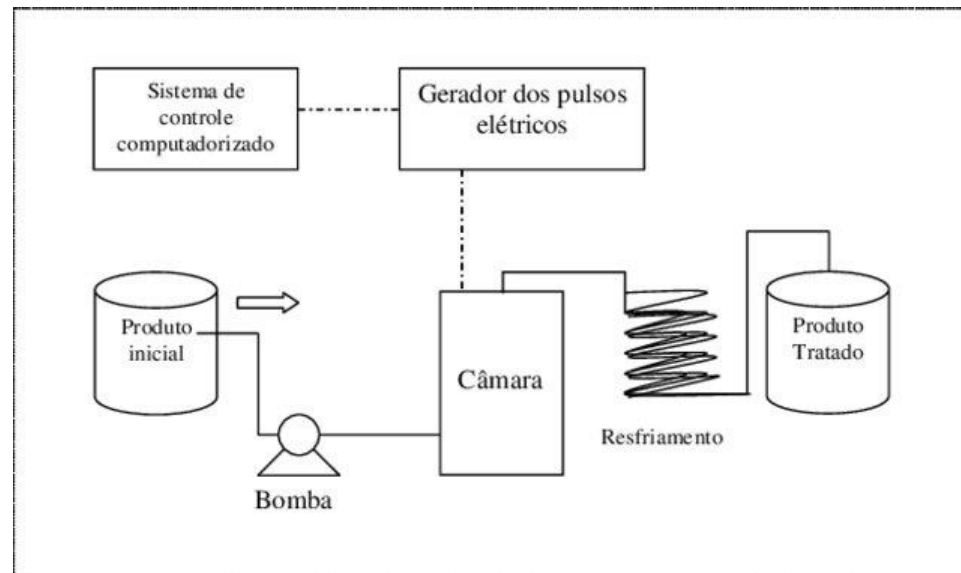 Sistema de
controle
computadorizado
Gerador dos pulsos
elétricos
Produto
inicial
Bomba
Câmara
Resfriamento
Produto
Tratado